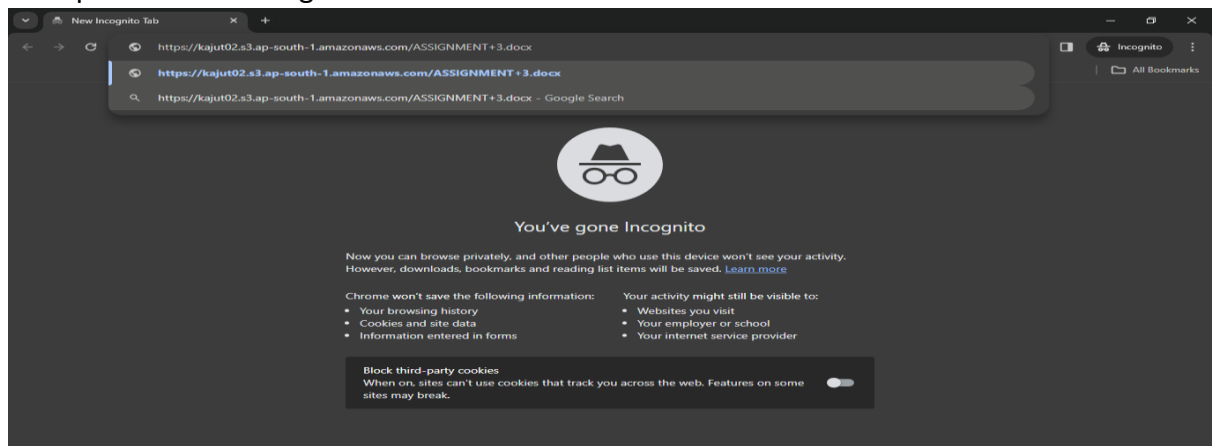 New Incognito Tab
https://kajut02.s3.ap-south-1.amazonaws.com/ASSIGNMENT+3.docx
Incognito
https://kajut02.s3.ap-south-1.amazonaws.com/ASSIGNMENT+3.docx
All Bookmarks
https://kajut02.s3.ap-south-1.amazonaws.com/ASSIGNMENT+3.docx - Google Search
You've gone Incognito
Now you can browse privately, and other people who use this device won't see your activity.
However, downloads, bookmarks and reading list items will be saved. Learn more
Chrome won't save the following information:
• Your browsing history
• Cookies and site data
• Information entered in forms
Your activity might still be visible to:
• Websites you visit
• Your employer or school
• Your internet service provider
Block third-party cookies
When on, sites can't use cookies that track you across the web. Features on some
sites may break.